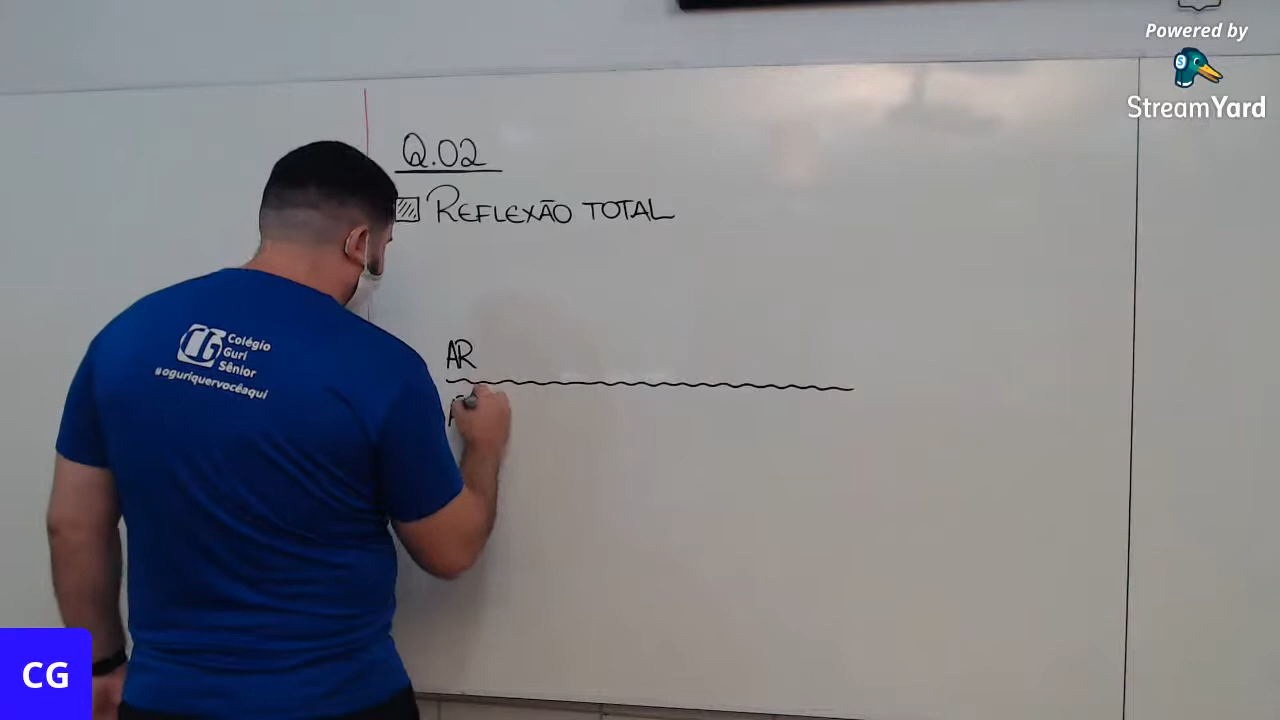 Powered by
StreamYard
Q.02
REFLEXÃO TOTAL
AR
Colégio
Guri
Sênior
#oguriquervocêaqui
CG